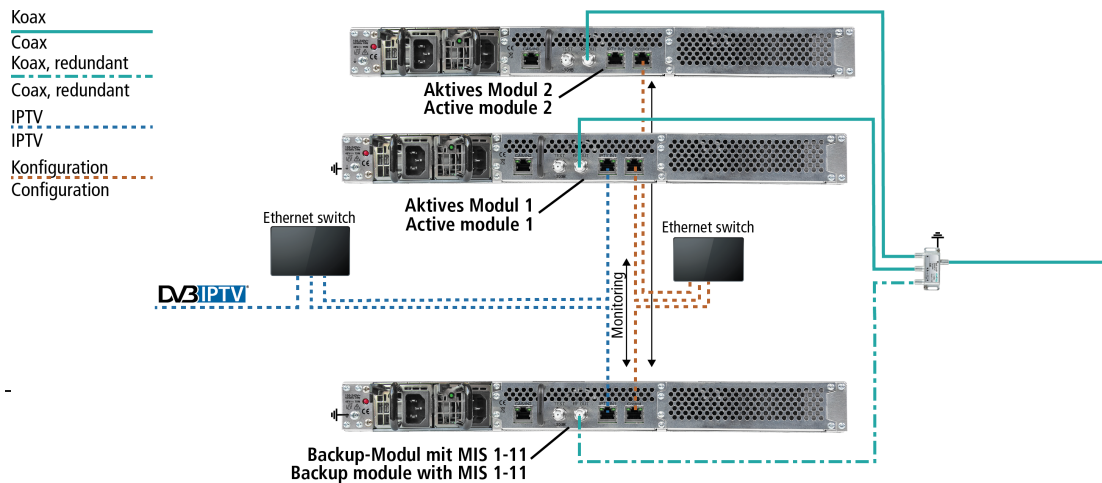 Koax
Coax
Koax, redundant
Coax, redundant
IPTV
IPTV
Konfiguration
Configuration
Aktives Modul 2
Active module 2
Aktives Modul 1
Active module 1
Ethernet switch
Ethernet switch
DVB IPTV
Monitoring
-
Backup-Modul mit MIS 1-11
Backup module with MIS 1-11